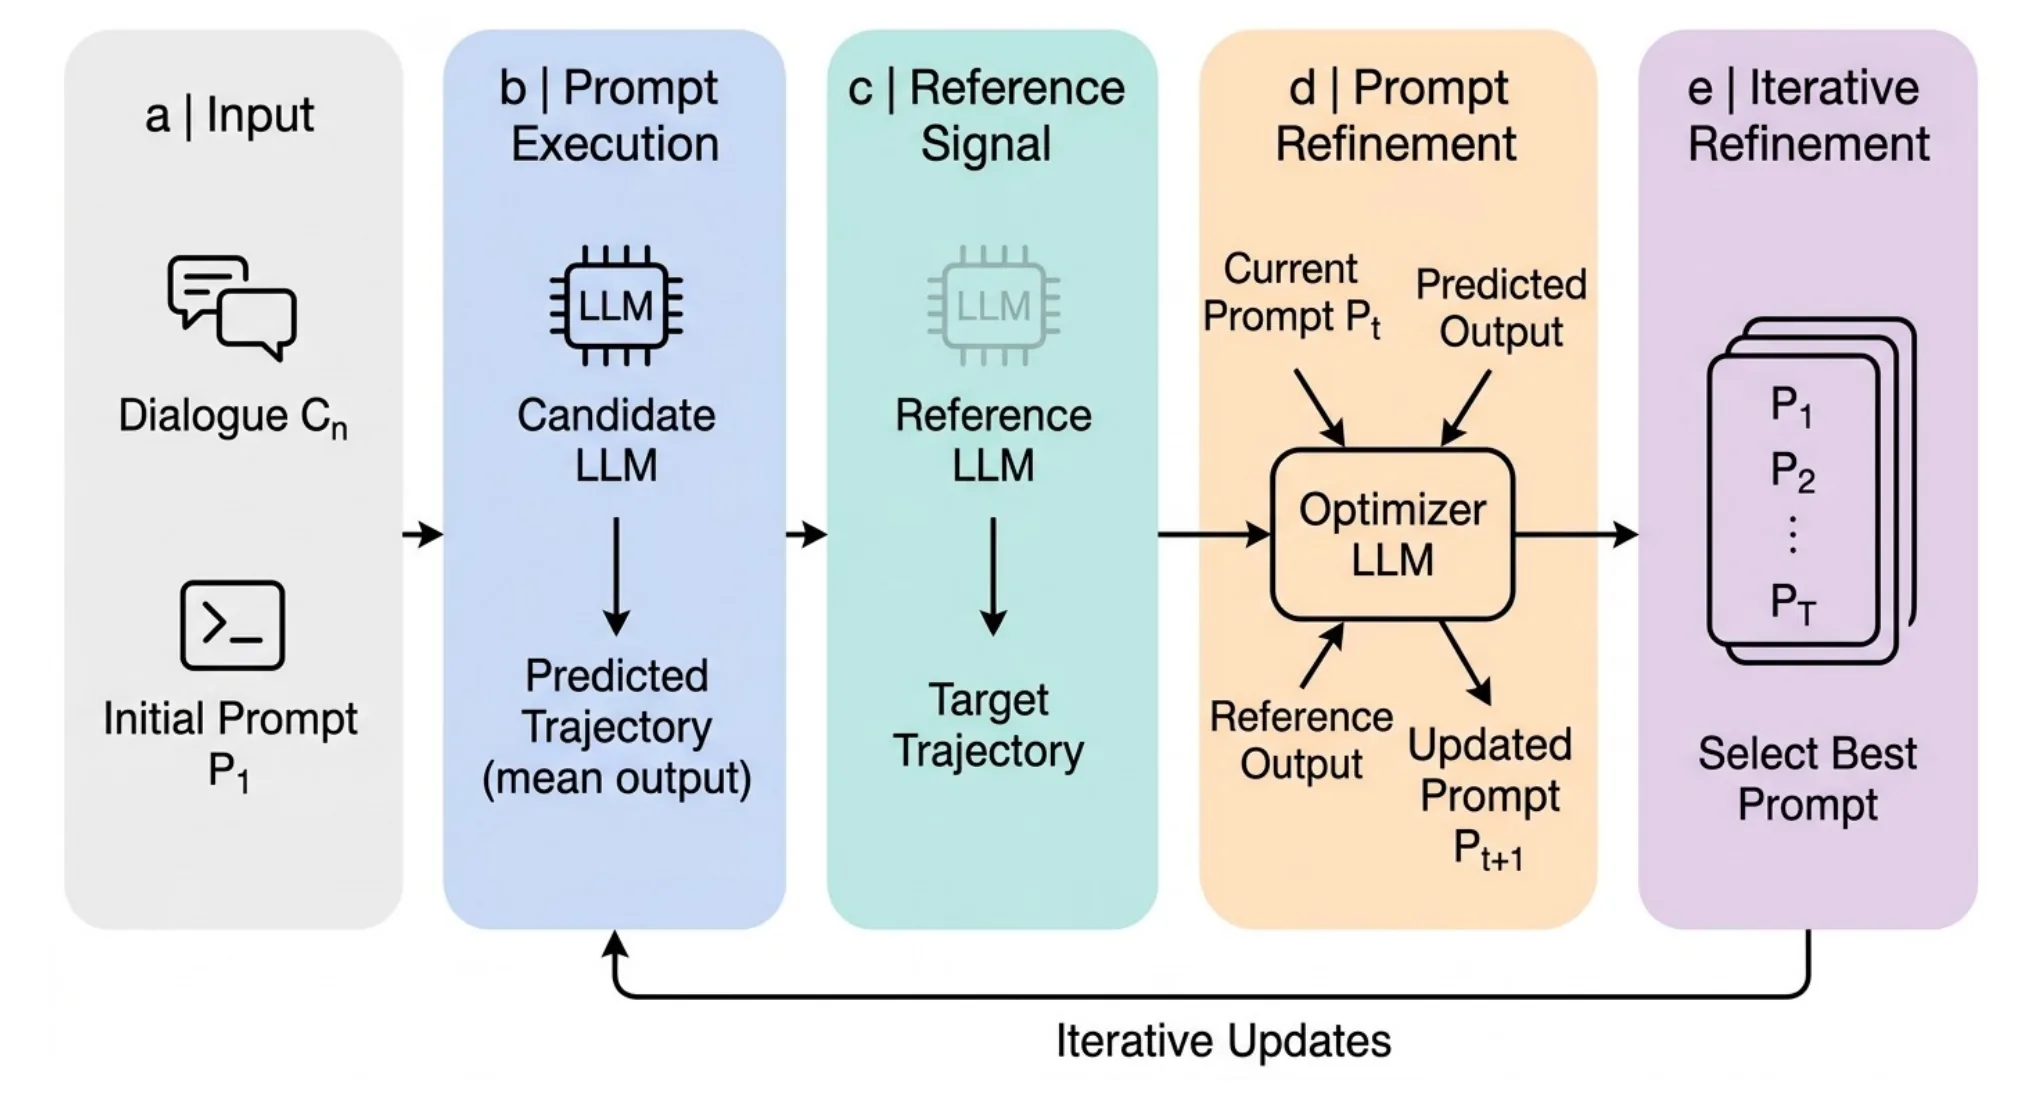 a | Input
Dialogue Cn
Initial Prompt
P1
b | Prompt
Execution
LLM
Candidate
LLM
Predicted
Trajectory
(mean output)
c | Reference
Signal
LLM
Reference
LLM
Target
Trajectory
d | Prompt
Refinement
Current
Prompt Pt
Predicted
Output
Optimizer
LLM
Reference
Output
Updated
Prompt
Pt+1
e | Iterative
Refinement
P1
P2
⋮
PT
Select Best
Prompt
Iterative Updates